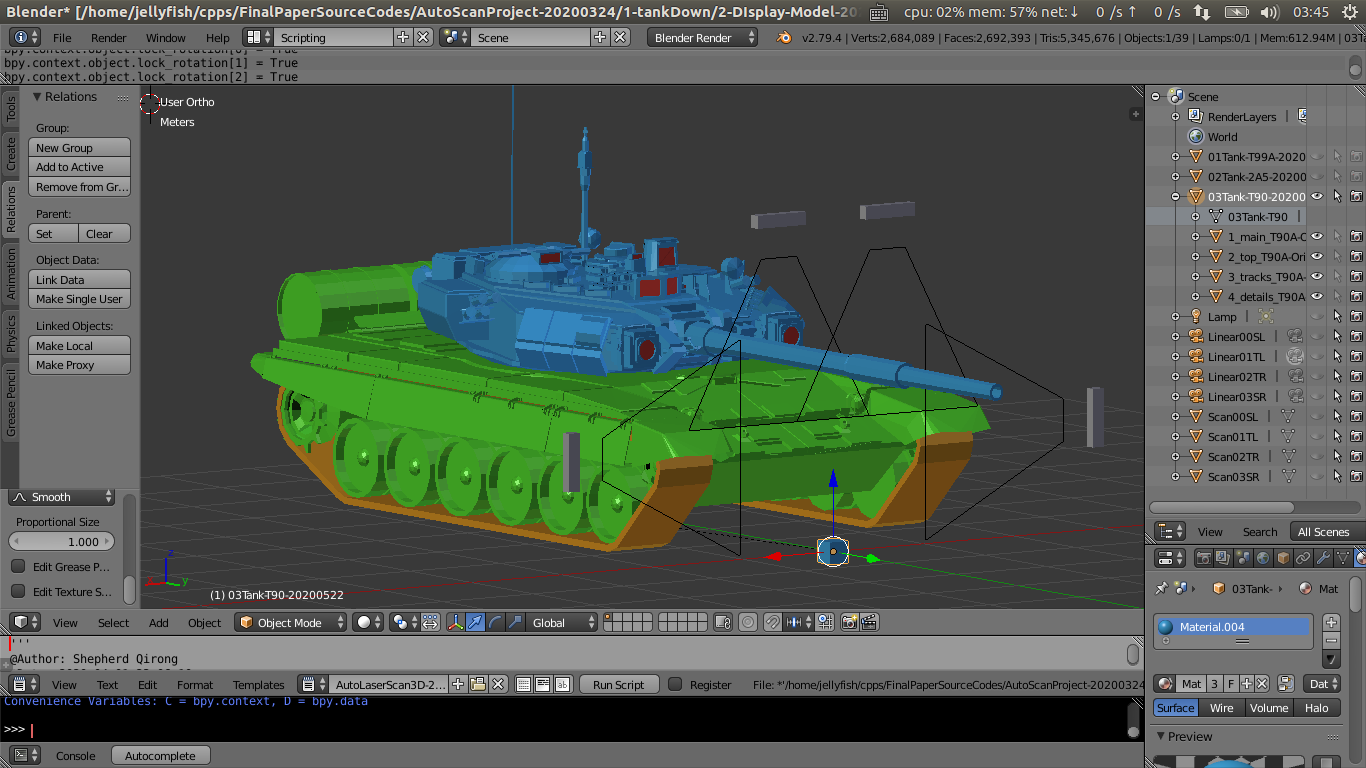 Blender* [/home/jellyfish/cpps/FinalPaperSourceCodes/AutoScanProject-20200324/1-tankDown/2-DIsplay-Model-20
cpu: 02% mem: 57% net:↓ 0 /s ↑ 0 /s 03:45
File Render Window Help Scripting Scene Blender Render v2.79.4 | Verts:2,684,089 | Faces:2,692,393 | Tris:5,345,676 | Objects:1/39 | Lamps:0/1 | Mem:612.94M | 03T
bpy.context.object.lock_rotation[0] = True
bpy.context.object.lock_rotation[1] = True
bpy.context.object.lock_rotation[2] = True
Tools
Create
Relations
Animation
Physics
Grease Pencil
Relations
Group:
New Group
Add to Active
Remove from Gr...
Parent:
Set Clear
Object Data:
Link Data
Make Single User
Linked Objects:
Make Local
Make Proxy
Smooth
Proportional Size
1.000
Edit Grease P...
Edit Texture S...
User Ortho
Meters
z
x y
(1) 03Tank-T90-20200522
View Select Add Object Object Mode Global
'''
@Author: Shepherd Qirong
View Text Edit Format Templates AutoLaserScan3D-2... Run Script Register File: *'/home/jellyfish/cpps/FinalPaperSourceCodes/AutoScanProject-20200324
Convenience Variables: C = bpy.context, D = bpy.data
>>>
Console Autocomplete
Scene
RenderLayers
World
01Tank-T99A-2020
02Tank-2A5-20200
03Tank-T90-20200
03Tank-T90
1_main_T90A-O
2_top_T90A-Ori
3_tracks_T90A-
4_details_T90A
Lamp
Linear00SL
Linear01TL
Linear02TR
Linear03SR
Scan00SL
Scan01TL
Scan02TR
Scan03SR
View Search All Scenes
03Tank- Mat
Material.004
Mat 3 F Dat
Surface Wire Volume Halo
Preview